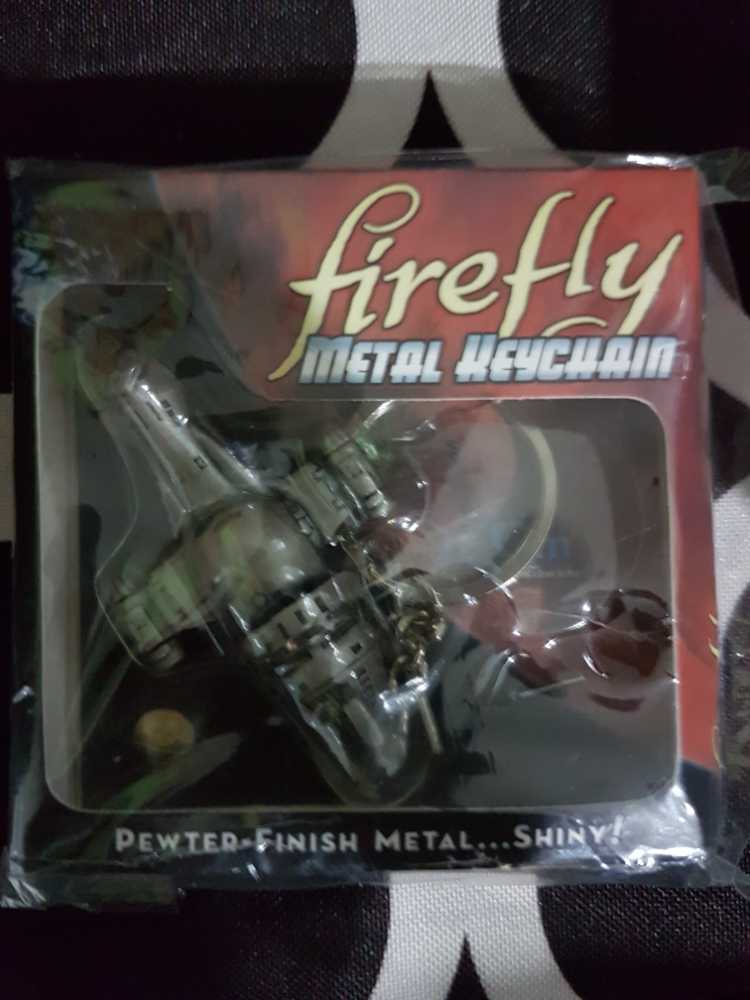 firefly
METAL KEYCHAIN
PEWTER-FINISH METAL...SHINY!